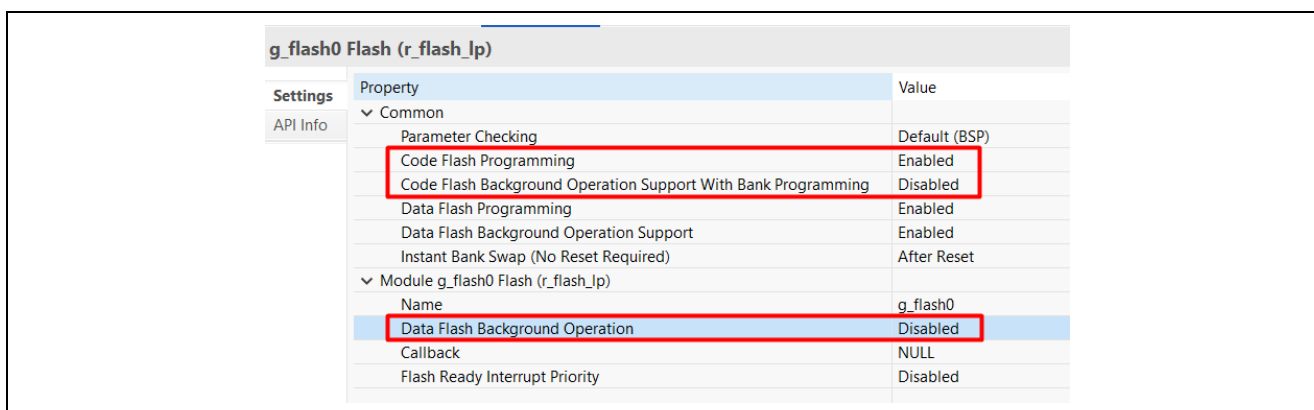 g_flash0 Flash (r_flash_lp)
Settings
API Info
Property Value
Common
Parameter Checking Default (BSP)
Code Flash Programming Enabled
Code Flash Background Operation Support With Bank Programming Disabled
Data Flash Programming Enabled
Data Flash Background Operation Support Enabled
Instant Bank Swap (No Reset Required) After Reset
Module g_flash0 Flash (r_flash_lp)
Name g_flash0
Data Flash Background Operation Disabled
Callback NULL
Flash Ready Interrupt Priority Disabled